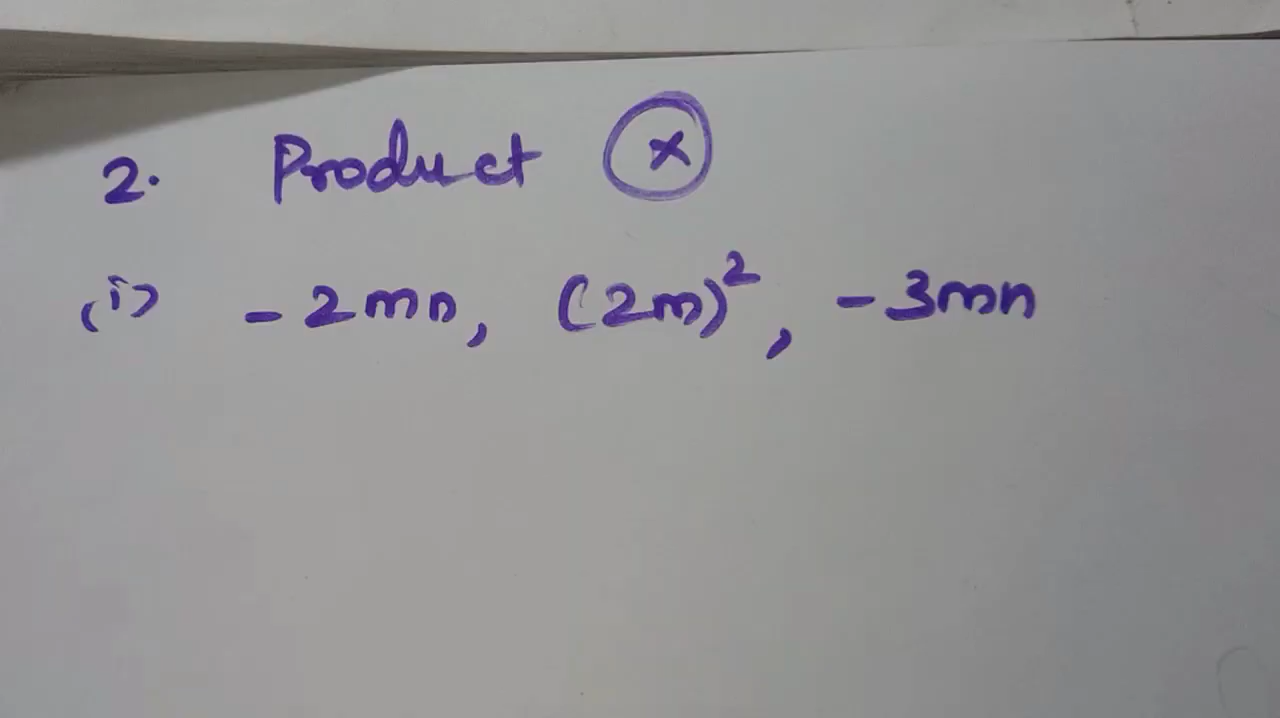 2. Product ⓧ
(i) - 2mn, (2m)², - 3mn